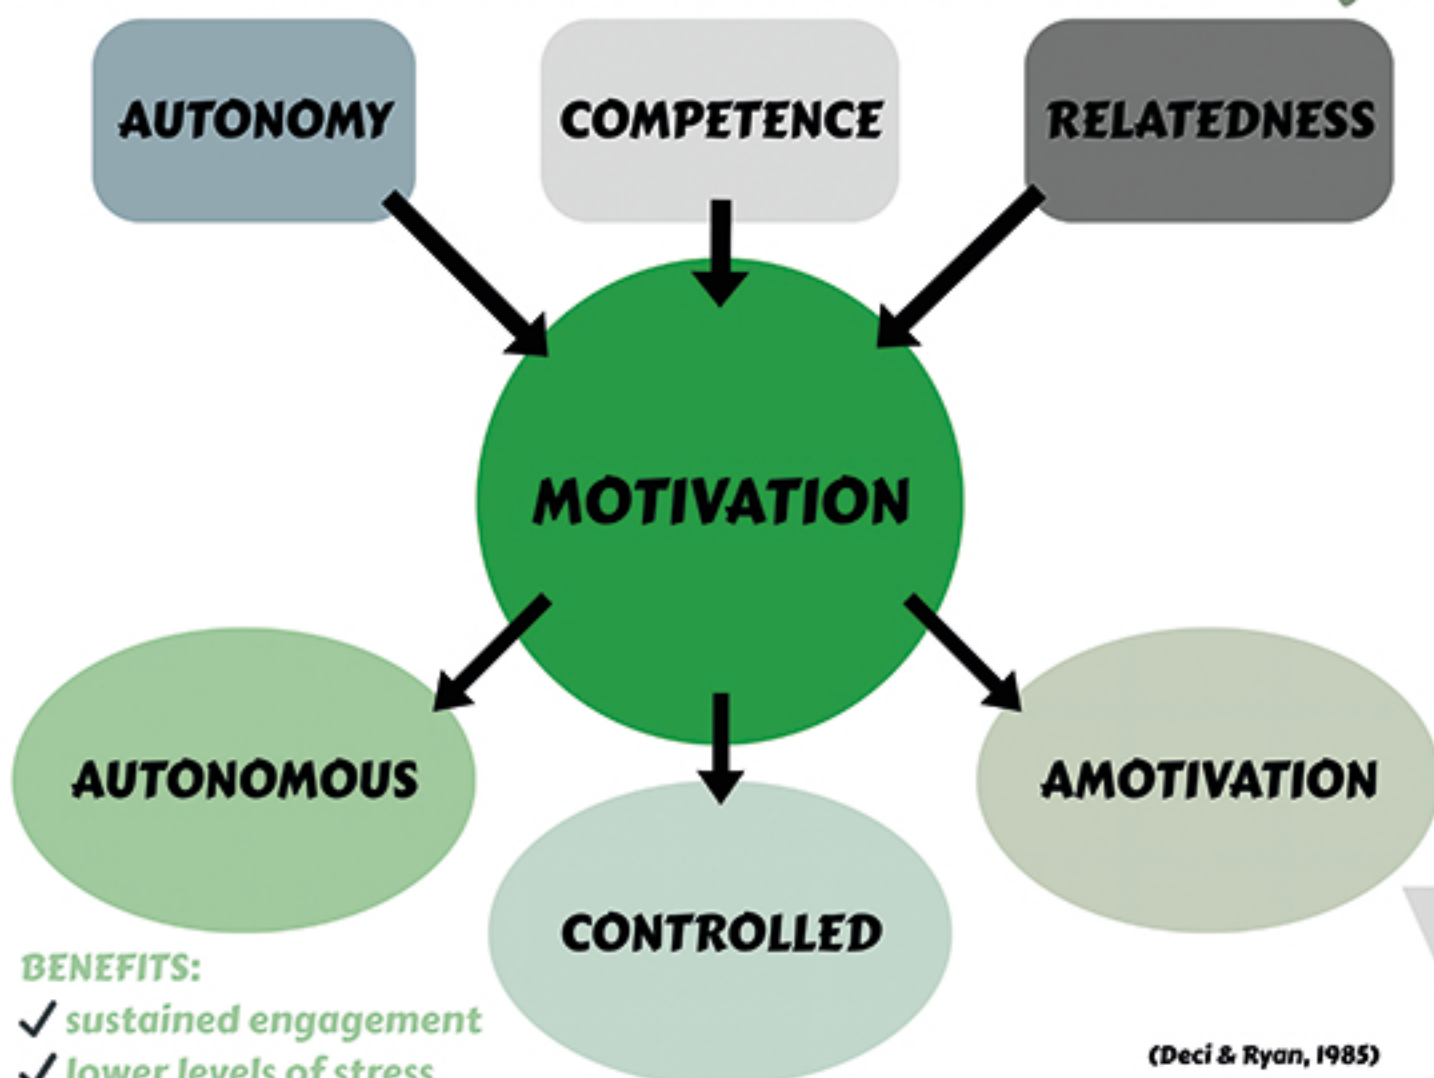 AUTONOMY
COMPETENCE
RELATEDNESS
MOTIVATION
AUTONOMOUS
AMOTIVATION
CONTROLLED
BENEFITS:
✓ sustained engagement
✓ lower levels of stress
(Deci & Ryan, 1985)